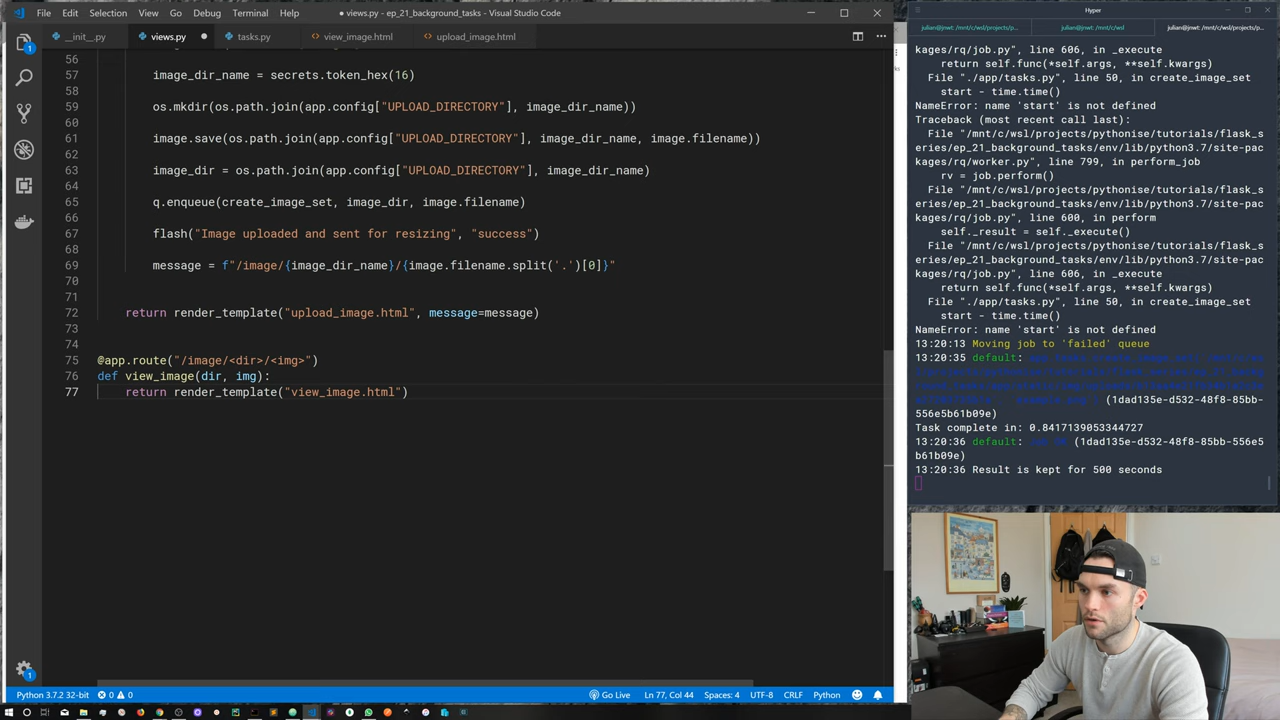 File Edit Selection View Go Debug Terminal Help
● views.py - ep_21_background_tasks - Visual Studio Code
__init__.py views.py ● tasks.py <> view_image.html <> upload_image.html
56
57 image_dir_name = secrets.token_hex(16)
58
59 os.mkdir(os.path.join(app.config["UPLOAD_DIRECTORY"], image_dir_name))
60
61 image.save(os.path.join(app.config["UPLOAD_DIRECTORY"], image_dir_name, image.filename))
62
63 image_dir = os.path.join(app.config["UPLOAD_DIRECTORY"], image_dir_name)
64
65 q.enqueue(create_image_set, image_dir, image.filename)
66
67 flash("Image uploaded and sent for resizing", "success")
68
69 message = f"/image/{image_dir_name}/{image.filename.split('.')[0]}"
70
71
72 return render_template("upload_image.html", message=message)
73
74
75 @app.route("/image/<dir>/<img>")
76 def view_image(dir, img):
77 return render_template("view_image.html")
Python 3.7.2 32-bit 0 0 Go Live Ln 77, Col 44 Spaces: 4 UTF-8 CRLF Python
1
1
Hyper
julian@jnwt: /mnt/c/wsl/projects/p... julian@jnwt: /mnt/c/wsl julian@jnwt: /mnt/c/wsl/projects/p...
kages/rq/job.py", line 606, in _execute
return self.func(*self.args, **self.kwargs)
File "./app/tasks.py", line 50, in create_image_set
start - time.time()
NameError: name 'start' is not defined
Traceback (most recent call last):
File "/mnt/c/wsl/projects/pythonise/tutorials/flask_s
eries/ep_21_background_tasks/env/lib/python3.7/site-pac
kages/rq/worker.py", line 799, in perform_job
rv = job.perform()
File "/mnt/c/wsl/projects/pythonise/tutorials/flask_s
eries/ep_21_background_tasks/env/lib/python3.7/site-pac
kages/rq/job.py", line 600, in perform
self._result = self._execute()
File "/mnt/c/wsl/projects/pythonise/tutorials/flask_s
eries/ep_21_background_tasks/env/lib/python3.7/site-pac
kages/rq/job.py", line 606, in _execute
return self.func(*self.args, **self.kwargs)
File "./app/tasks.py", line 50, in create_image_set
start - time.time()
NameError: name 'start' is not defined
13:20:13 Moving job to 'failed' queue
13:20:35 default:
(1dad135e-d532-48f8-85bb-
556e5b61b09e)
Task complete in: 0.8417139053344727
13:20:36 default: (1dad135e-d532-48f8-85bb-556e5
b61b09e)
13:20:36 Result is kept for 500 seconds